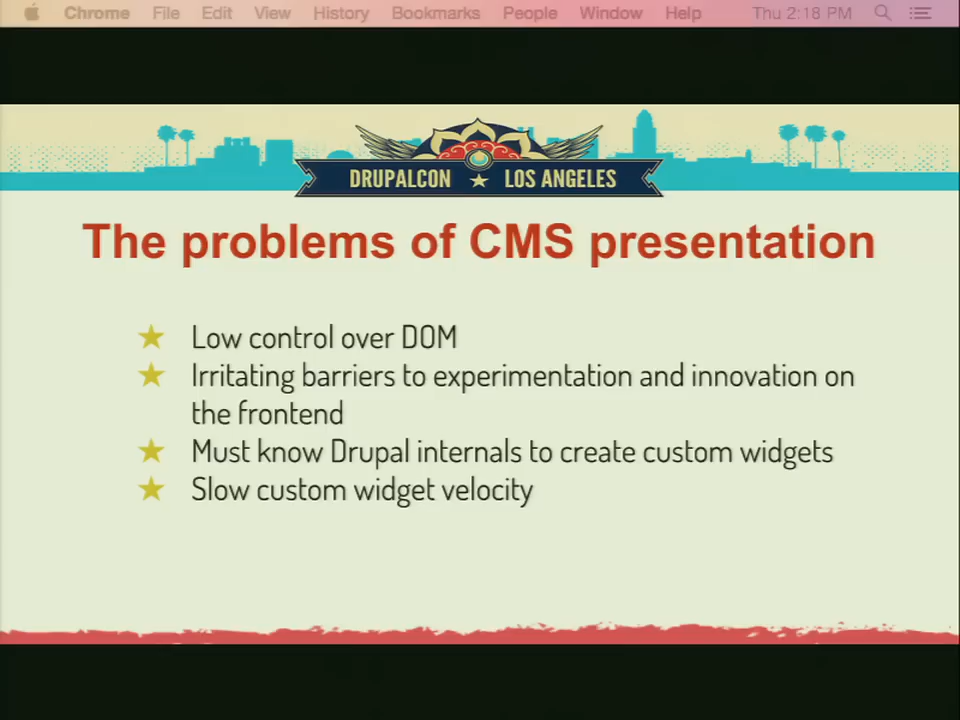 Chrome File Edit View History Bookmarks People Window Help Thu 2:18 PM
DRUPALCON ★ LOS ANGELES
The problems of CMS presentation
★ Low control over DOM
★ Irritating barriers to experimentation and innovation on
the frontend
★ Must know Drupal internals to create custom widgets
★ Slow custom widget velocity